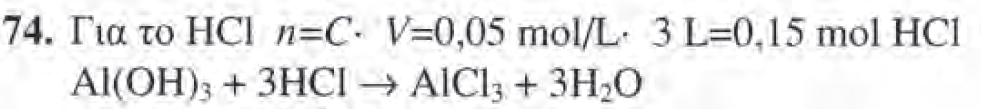 74. Για το HCl n=C· V=0,05 mol/L· 3 L=0,15 mol HCl
Al(OH)₃ + 3HCl → AlCl₃ + 3H₂O